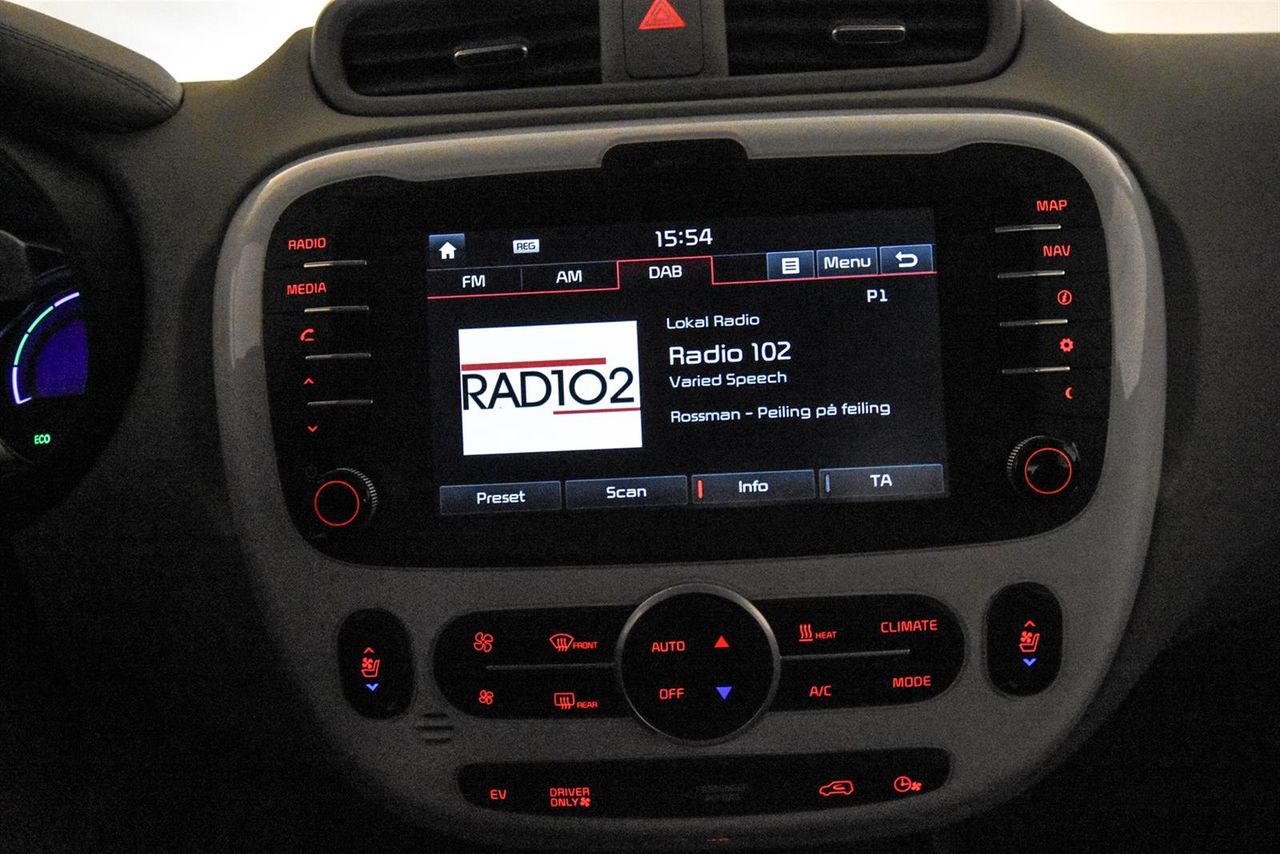 RADIO
MEDIA
REG
15:54
FM
AM
DAB
Menu
P1
Lokal Radio
Radio 102
Varied Speech
Rossman - Peiling på feiling
RAD102
Preset
Scan
Info
TA
MAP
NAV
FRONT
REAR
AUTO
OFF
HEAT
CLIMATE
A/C
MODE
EV
DRIVER
ONLY
ECO